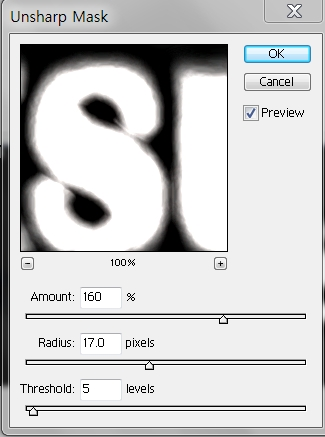 Unsharp Mask
OK
Cancel
Preview
100%
Amount: 160 %
Radius: 17.0 pixels
Threshold: 5 levels